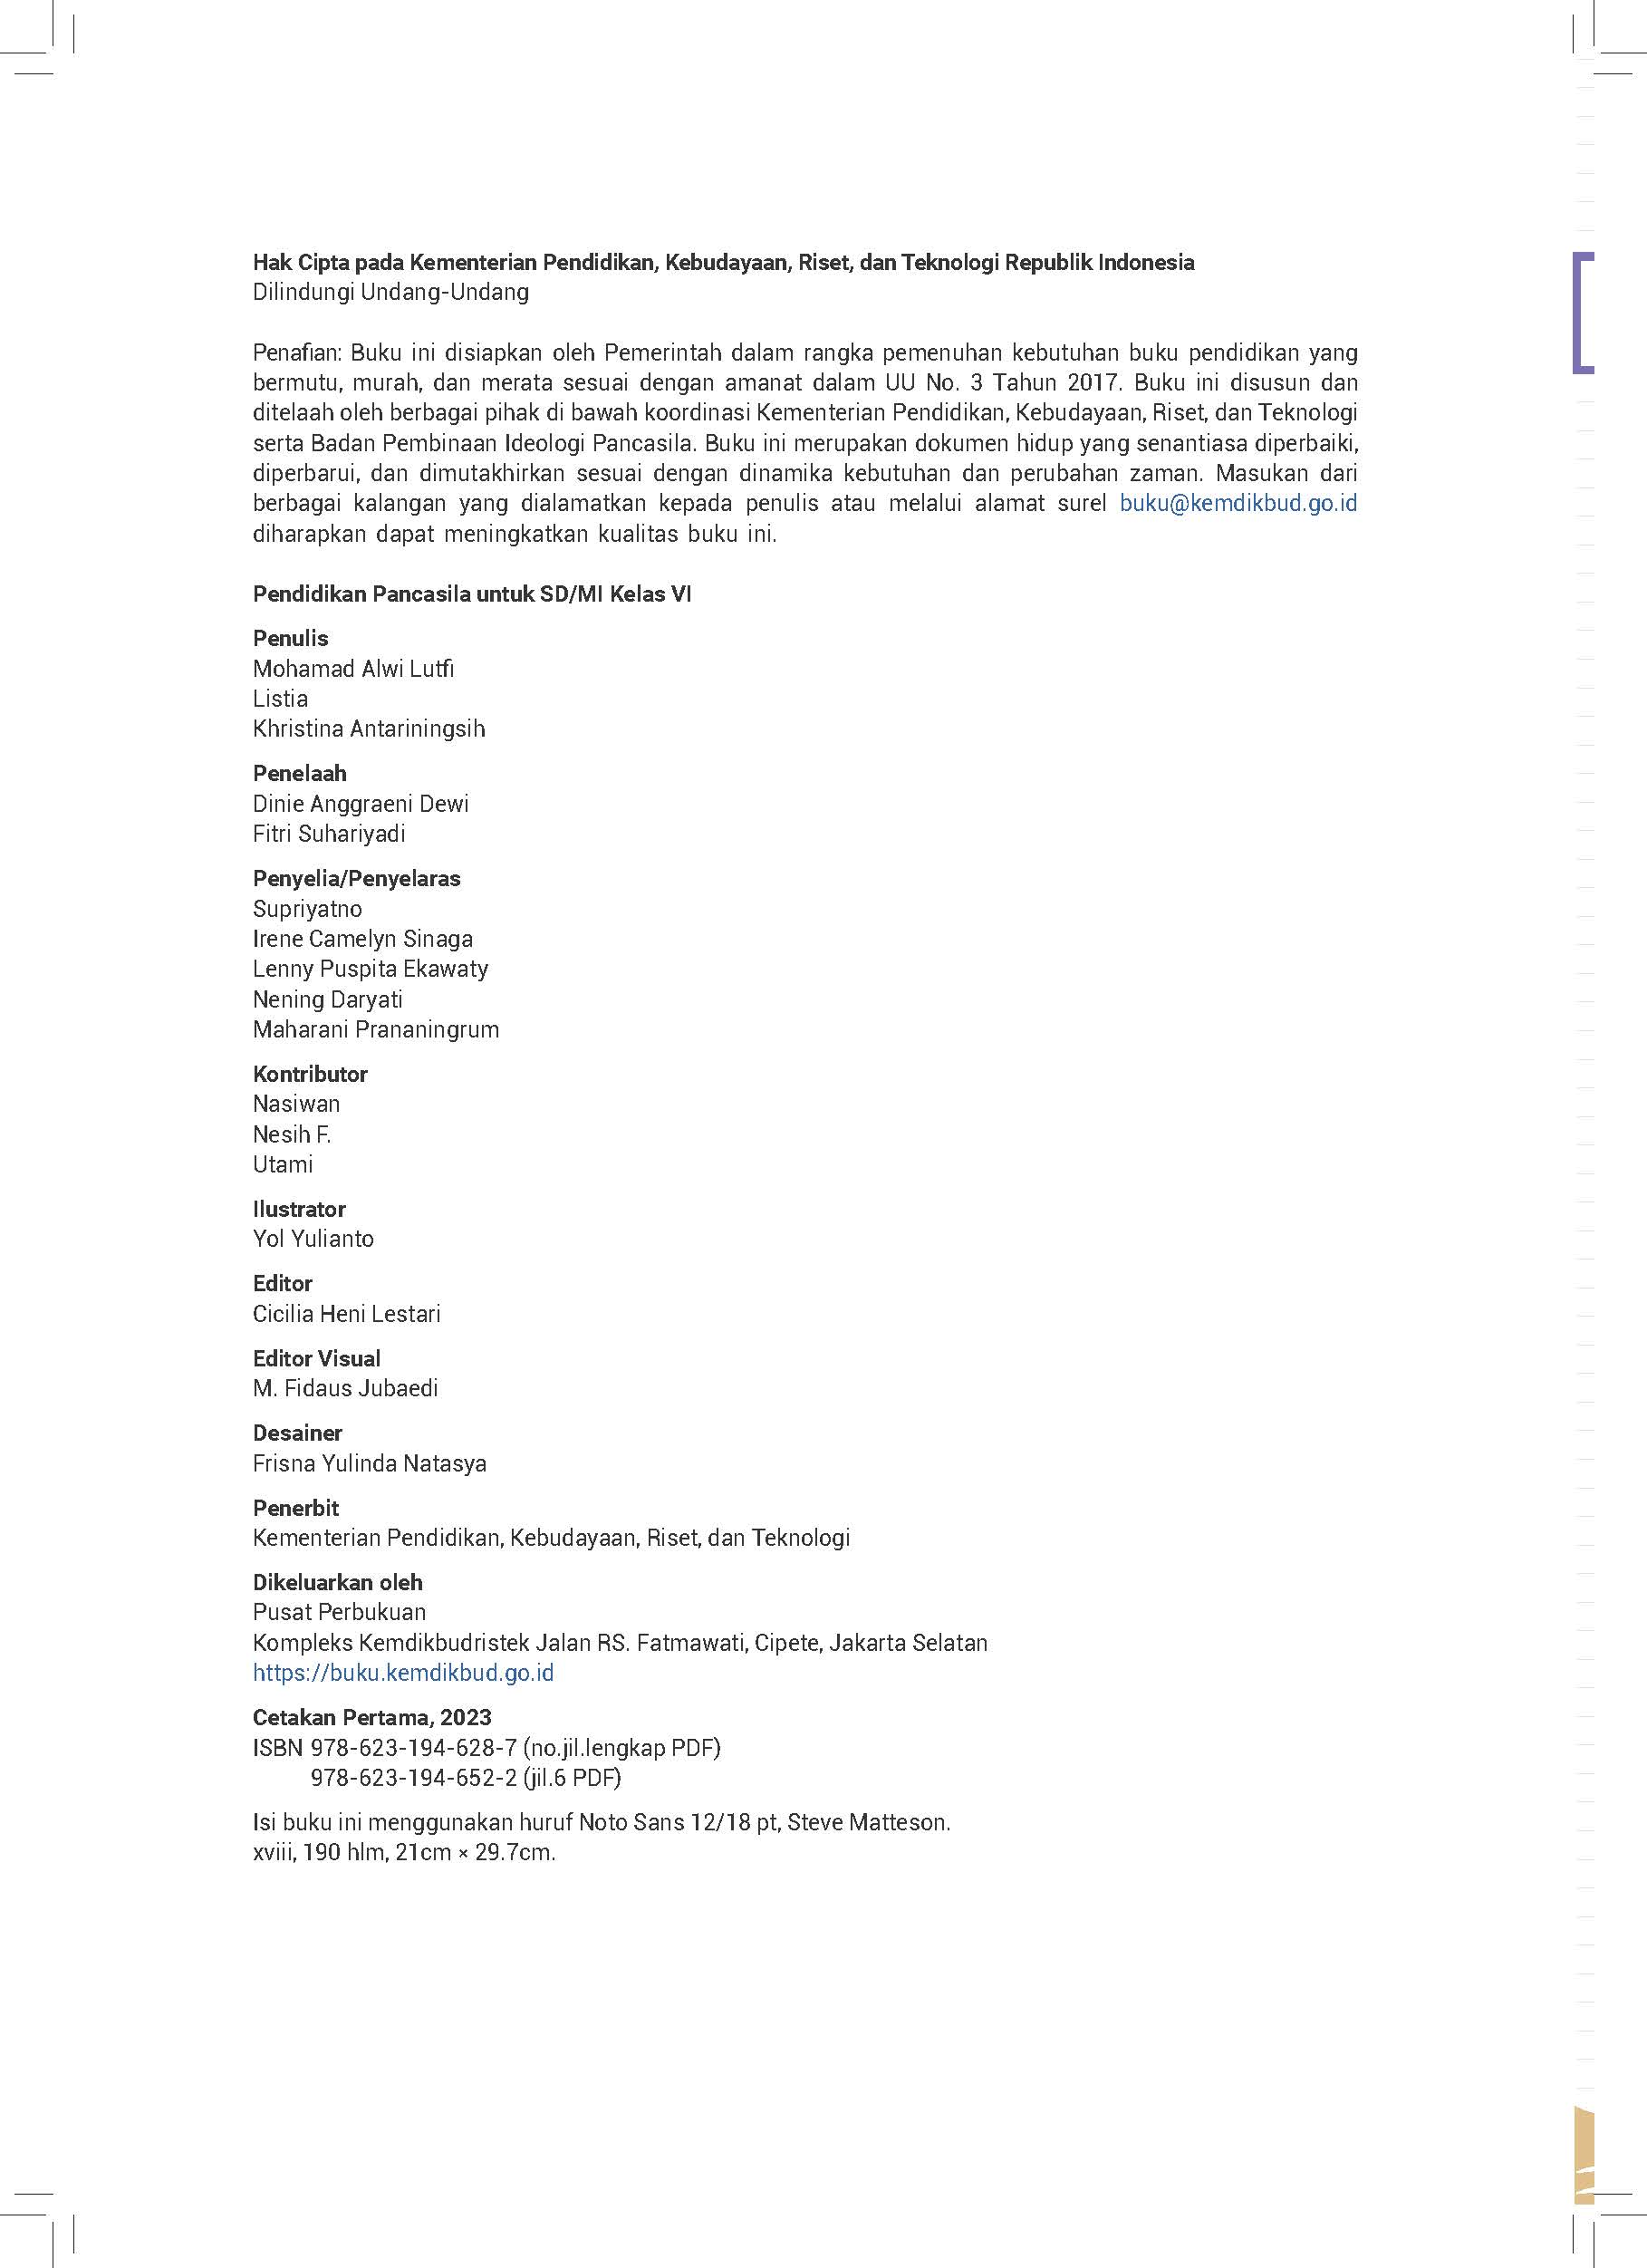 Hak Cipta pada Kementerian Pendidikan, Kebudayaan, Riset, dan Teknologi Republik Indonesia
Dilindungi Undang-Undang
Penafian: Buku ini disiapkan oleh Pemerintah dalam rangka pemenuhan kebutuhan buku pendidikan yang
bermutu, murah, dan merata sesuai dengan amanat dalam UU No. 3 Tahun 2017. Buku ini disusun dan
ditelaah oleh berbagai pihak di bawah koordinasi Kementerian Pendidikan, Kebudayaan, Riset, dan Teknologi
serta Badan Pembinaan Ideologi Pancasila. Buku ini merupakan dokumen hidup yang senantiasa diperbaiki,
diperbarui, dan dimutakhirkan sesuai dengan dinamika kebutuhan dan perubahan zaman. Masukan dari
berbagai kalangan yang dialamatkan kepada penulis atau melalui alamat surel buku@kemdikbud.go.id
diharapkan dapat meningkatkan kualitas buku ini.
Pendidikan Pancasila untuk SD/MI Kelas VI
Penulis
Mohamad Alwi Lutfi
Listia
Khristina Antariningsih
Penelaah
Dinie Anggraeni Dewi
Fitri Suhariyadi
Penyelia/Penyelaras
Supriyatno
Irene Camelyn Sinaga
Lenny Puspita Ekawaty
Nening Daryati
Maharani Prananingrum
Kontributor
Nasiwan
Nesih F.
Utami
Ilustrator
Yol Yulianto
Editor
Cicilia Heni Lestari
Editor Visual
M. Fidaus Jubaedi
Desainer
Frisna Yulinda Natasya
Penerbit
Kementerian Pendidikan, Kebudayaan, Riset, dan Teknologi
Dikeluarkan oleh
Pusat Perbukuan
Kompleks Kemdikbudristek Jalan RS. Fatmawati, Cipete, Jakarta Selatan
https://buku.kemdikbud.go.id
Cetakan Pertama, 2023
ISBN 978-623-194-628-7 (no.jil.lengkap PDF)
978-623-194-652-2 (jil.6 PDF)
Isi buku ini menggunakan huruf Noto Sans 12/18 pt, Steve Matteson.
xviii, 190 hlm, 21cm × 29.7cm.